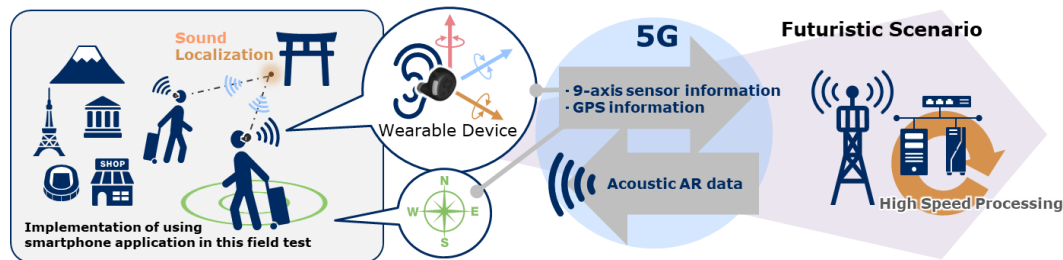 Sound
Localization
SHOP
Implementation of using
smartphone application in this field test
Wearable Device
N
W E
S
5G
· 9-axis sensor information
· GPS information
Acoustic AR data
Futuristic Scenario
High Speed Processing